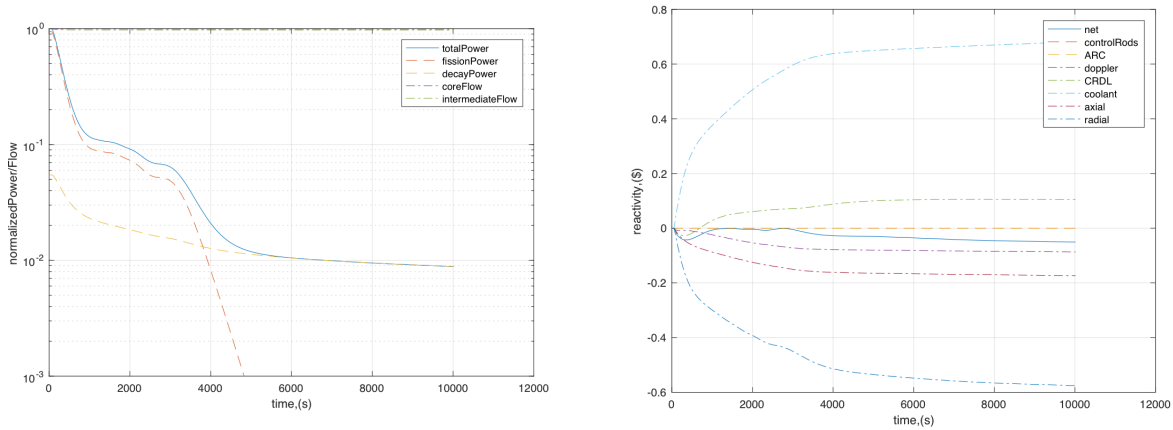 10^0
10^-1
10^-2
10^-3
normalizedPower/Flow
0
2000
4000
6000
8000
10000
12000
time,(s)
totalPower
fissionPower
decayPower
coreFlow
intermediateFlow
0.8
0.6
0.4
0.2
0
-0.2
-0.4
-0.6
reactivity,($)
0
2000
4000
6000
8000
10000
12000
time,(s)
net
controlRods
ARC
doppler
CRDL
coolant
axial
radial